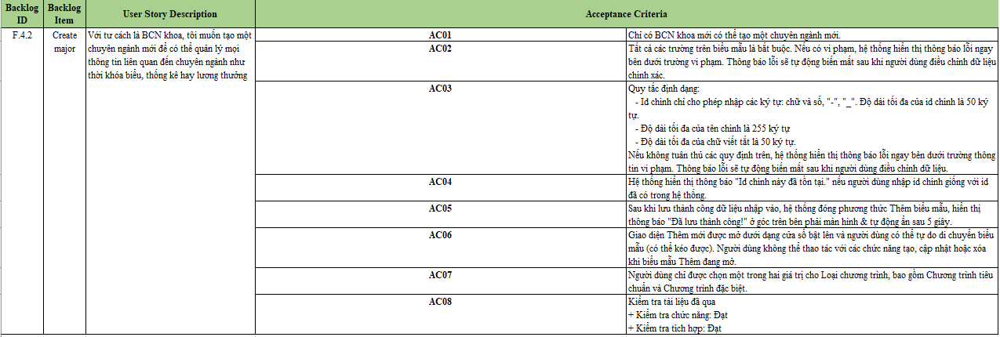 Backlog ID
Backlog Item
User Story Description
Acceptance Criteria
F.4.2
Create major
Với tư cách là BCN khoa, tôi muốn tạo một
chuyên ngành mới để có thể quản lý mọi
thông tin liên quan đến chuyên ngành như
thời khóa biểu, thống kê hay lương thưởng
AC01
Chỉ có BCN khoa mới có thể tạo một chuyên ngành mới.
AC02
Tất cả các trường trên biểu mẫu là bắt buộc. Nếu có vi phạm, hệ thống hiển thị thông báo lỗi ngay
bên dưới trường vi phạm. Thông báo lỗi sẽ tự động biến mất sau khi người dùng điều chỉnh dữ liệu
chính xác.
AC03
Quy tắc định dạng:
- Id chính chỉ cho phép nhập các ký tự: chữ và số, "-", "_". Độ dài tối đa của id chính là 50 ký
tự.
- Độ dài tối đa của tên chính là 255 ký tự
- Độ dài tối đa của chữ viết tắt là 50 ký tự.
Nếu không tuân thủ các quy định trên, hệ thống hiển thị thông báo lỗi ngay bên dưới trường thông
tin vi phạm. Thông báo lỗi sẽ tự động biến mất sau khi người dùng điều chỉnh dữ liệu.
AC04
Hệ thống hiển thị thông báo "Id chính này đã tồn tại." nếu người dùng nhập id chính giống với id
đã có trong hệ thống.
AC05
Sau khi lưu thành công dữ liệu nhập vào, hệ thống đóng phương thức Thêm biểu mẫu, hiển thị
thông báo "Đã lưu thành công!" ở góc trên bên phải màn hình & tự động ẩn sau 5 giây.
AC06
Giao diện Thêm mới được mở dưới dạng cửa sổ bật lên và người dùng có thể tự do di chuyển biểu
mẫu (có thể kéo được). Người dùng không thể thao tác với các chức năng tạo, cập nhật hoặc xóa
khi biểu mẫu Thêm đang mở.
AC07
Người dùng chỉ được chọn một trong hai giá trị cho Loại chương trình, bao gồm Chương trình tiêu
chuẩn và Chương trình đặc biệt.
AC08
Kiểm tra tài liệu đã qua
+ Kiểm tra chức năng: Đạt
+ Kiểm tra tích hợp: Đạt